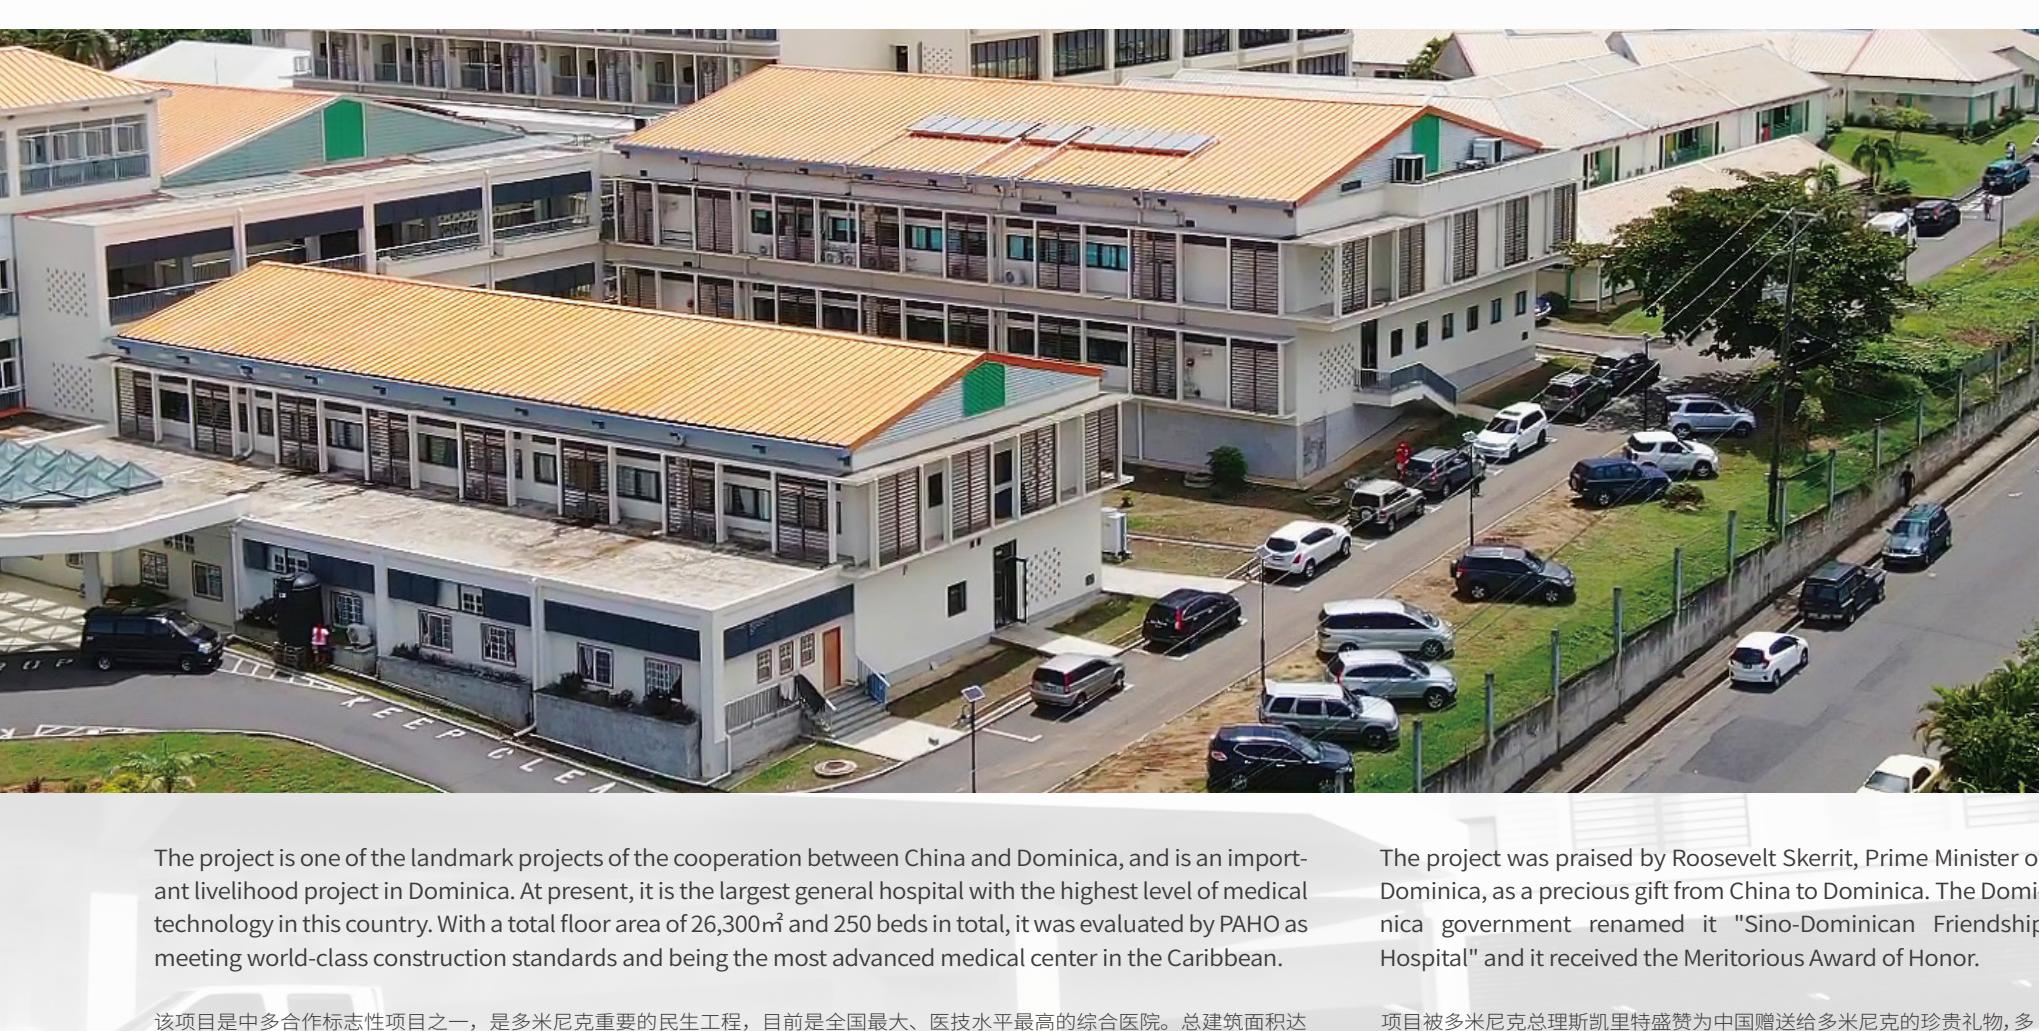 RUP
KEEP CLEA
The project is one of the landmark projects of the cooperation between China and Dominica, and is an import-
ant livelihood project in Dominica. At present, it is the largest general hospital with the highest level of medical
technology in this country. With a total floor area of 26,300㎡ and 250 beds in total, it was evaluated by PAHO as
meeting world-class construction standards and being the most advanced medical center in the Caribbean.
The project was praised by Roosevelt Skerrit, Prime Minister o
Dominica, as a precious gift from China to Dominica. The Domi-
nica government renamed it "Sino-Dominican Friendship
Hospital" and it received the Meritorious Award of Honor.
该项目是中多合作标志性项目之一，是多米尼克重要的民生工程，目前是全国最大、医技水平最高的综合医院。总建筑面积达
项目被多米尼克总理斯凯里特盛赞为中国赠送给多米尼克的珍贵礼物，多